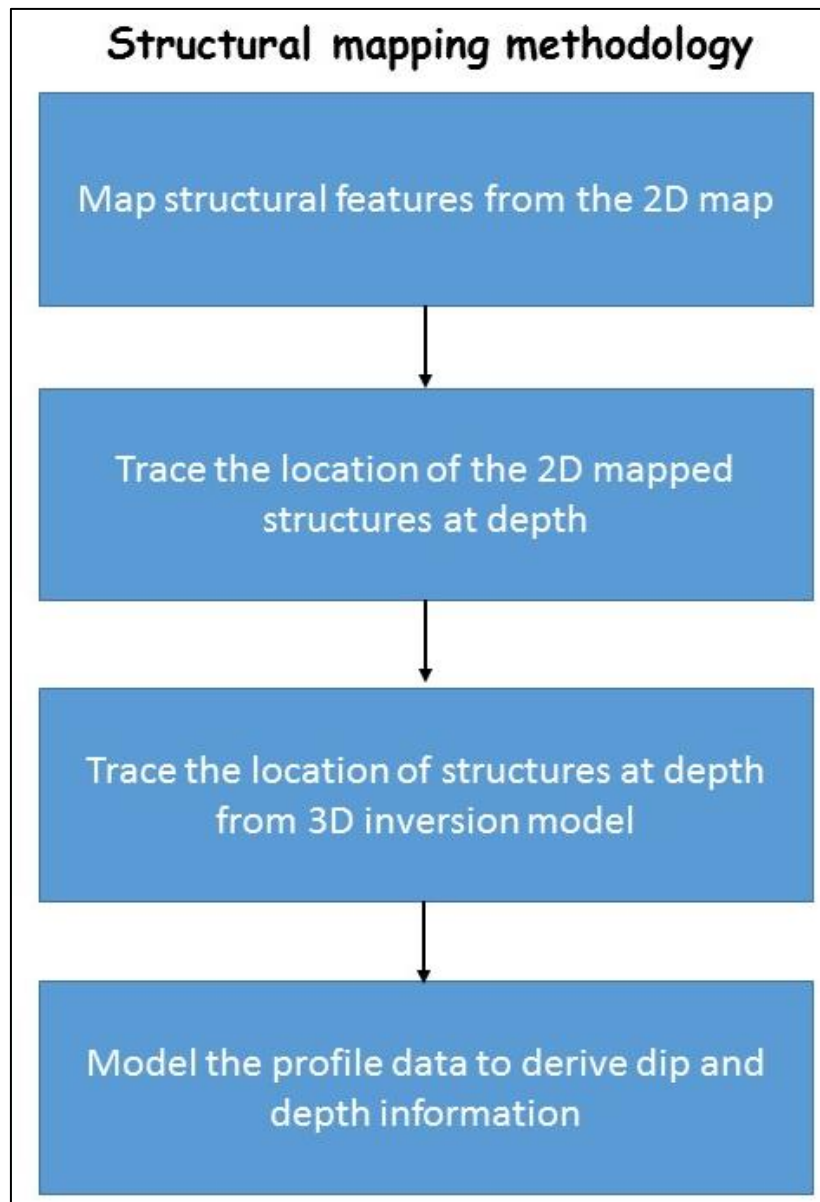 Structural mapping methodology
Map structural features from the 2D map
Trace the location of the 2D mapped
structures at depth
Trace the location of structures at depth
from 3D inversion model
Model the profile data to derive dip and
depth information